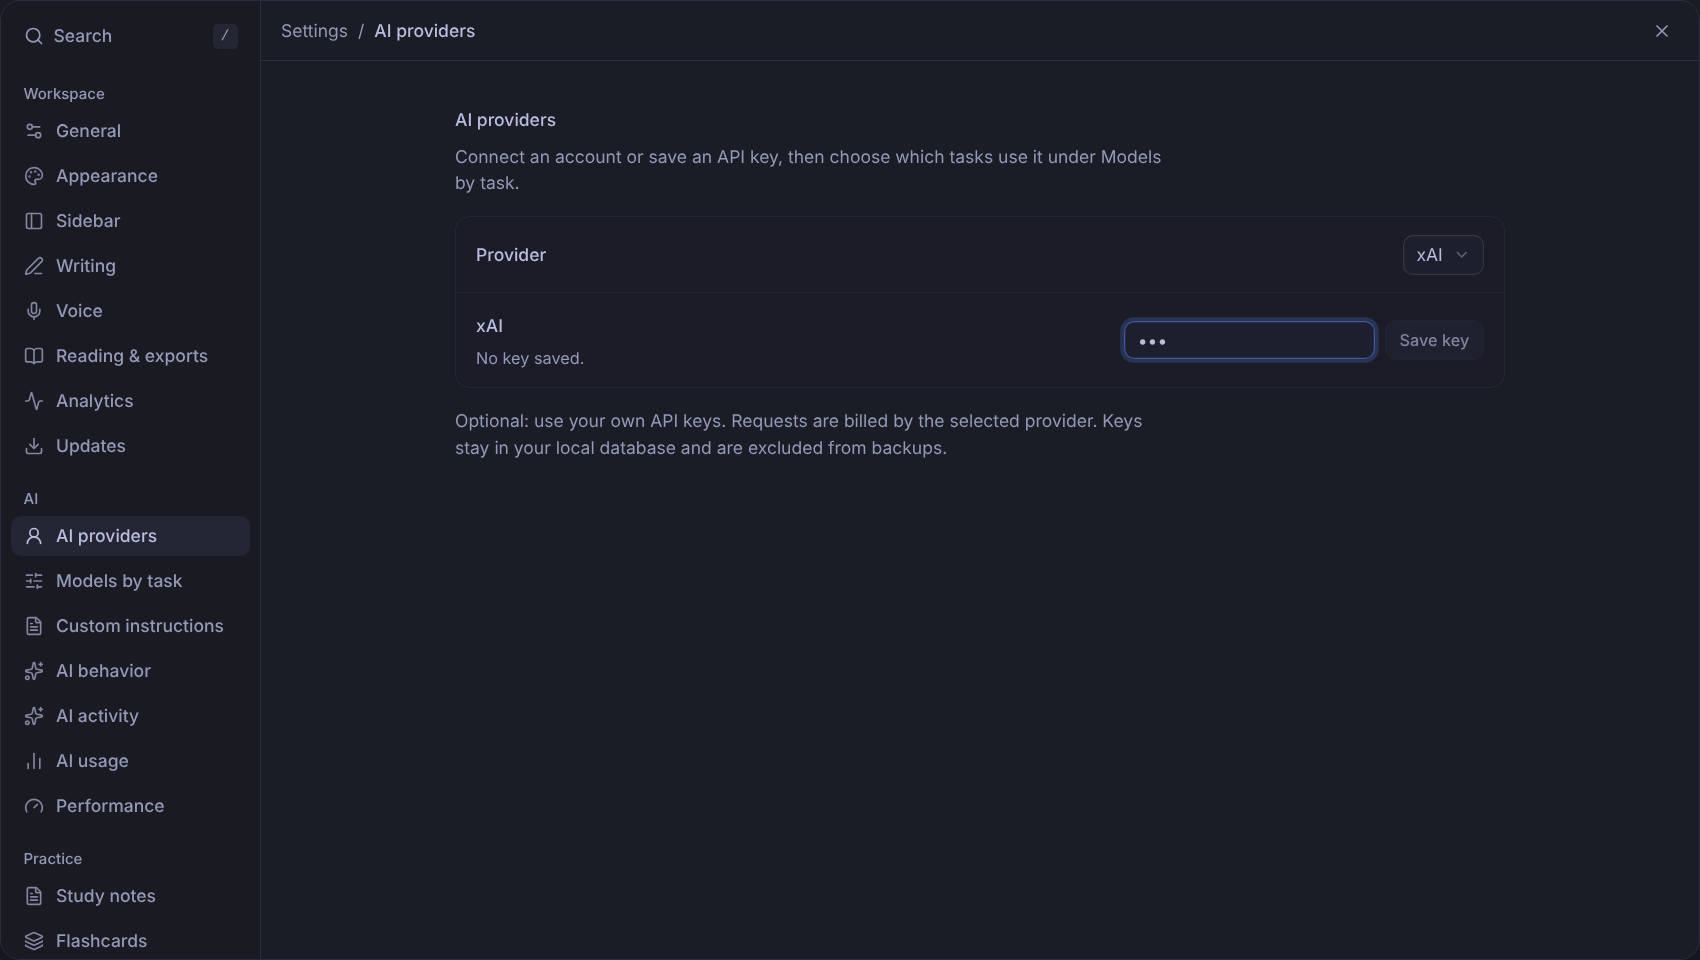 Search /
Settings / AI providers
Workspace
General
Appearance
Sidebar
Writing
Voice
Reading & exports
Analytics
Updates
AI
AI providers
Models by task
Custom instructions
AI behavior
AI activity
AI usage
Performance
Practice
Study notes
Flashcards
AI providers
Connect an account or save an API key, then choose which tasks use it under Models
by task.
Provider
xAI
xAI
No key saved.
•••
Save key
Optional: use your own API keys. Requests are billed by the selected provider. Keys
stay in your local database and are excluded from backups.